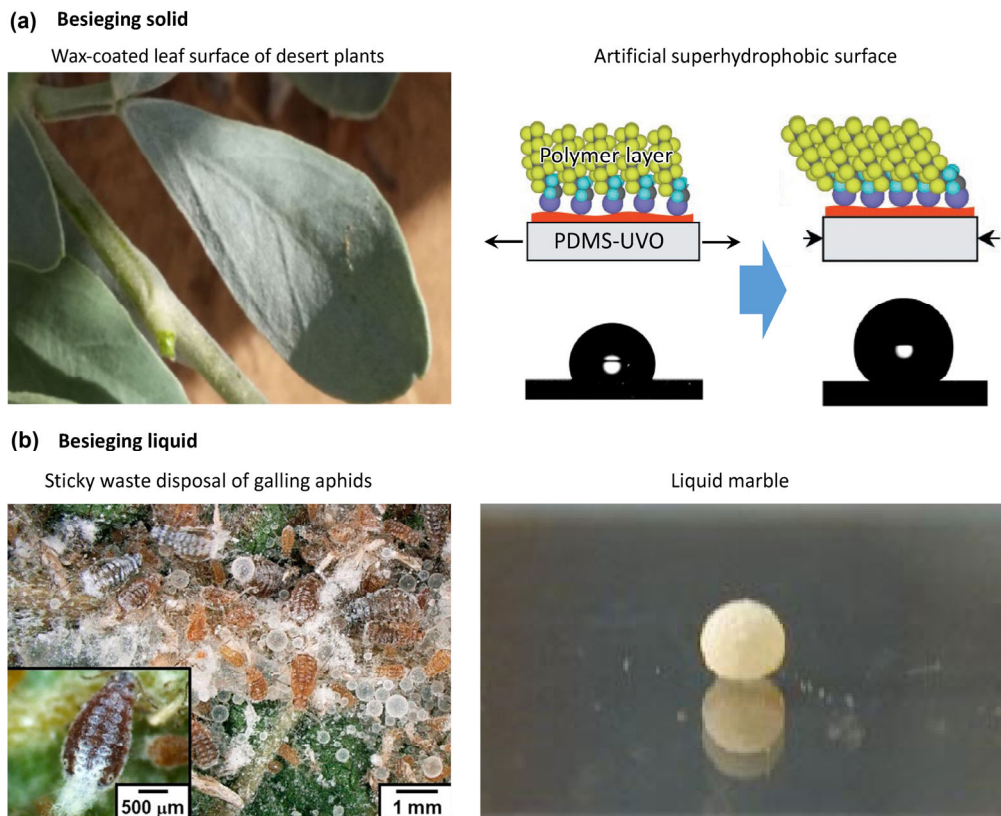 (a) Besieging solid
Wax-coated leaf surface of desert plants
Artificial superhydrophobic surface
Polymer layer
PDMS-UVO
(b) Besieging liquid
Sticky waste disposal of galling aphids
Liquid marble
500 μm
1 mm